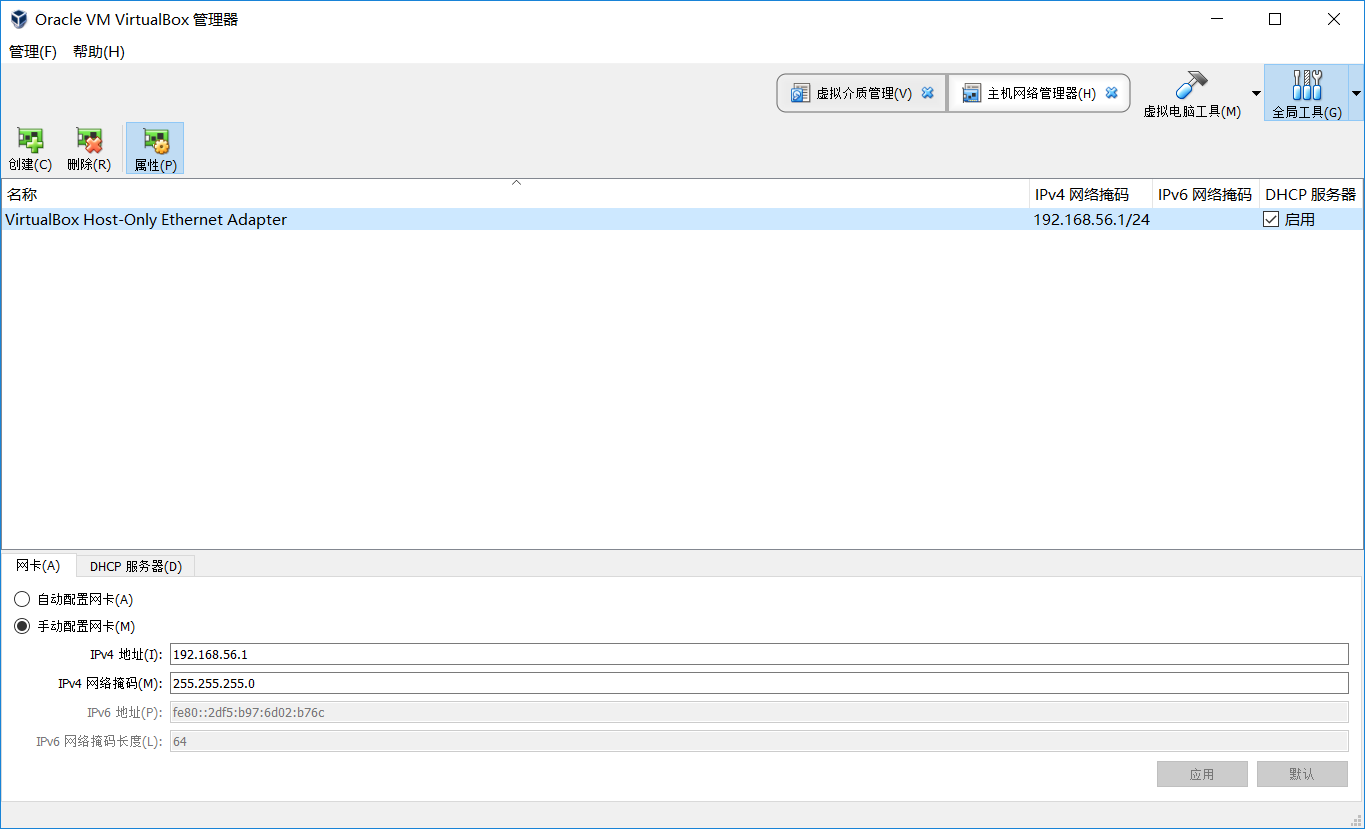 Oracle VM VirtualBox 管理器
管理(F) 帮助(H)
虚拟介质管理(V) 主机网络管理器(H) 虚拟电脑工具(M) 全局工具(G)
创建(C) 删除(R) 属性(P)
名称 IPv4 网络掩码 IPv6 网络掩码 DHCP 服务器
VirtualBox Host-Only Ethernet Adapter 192.168.56.1/24 启用
网卡(A) DHCP 服务器(D)
自动配置网卡(A)
手动配置网卡(M)
IPv4 地址(I): 192.168.56.1
IPv4 网络掩码(M): 255.255.255.0
IPv6 地址(P): fe80::2df5:b97:6d02:b76c
IPv6 网络掩码长度(L): 64
应用 默认